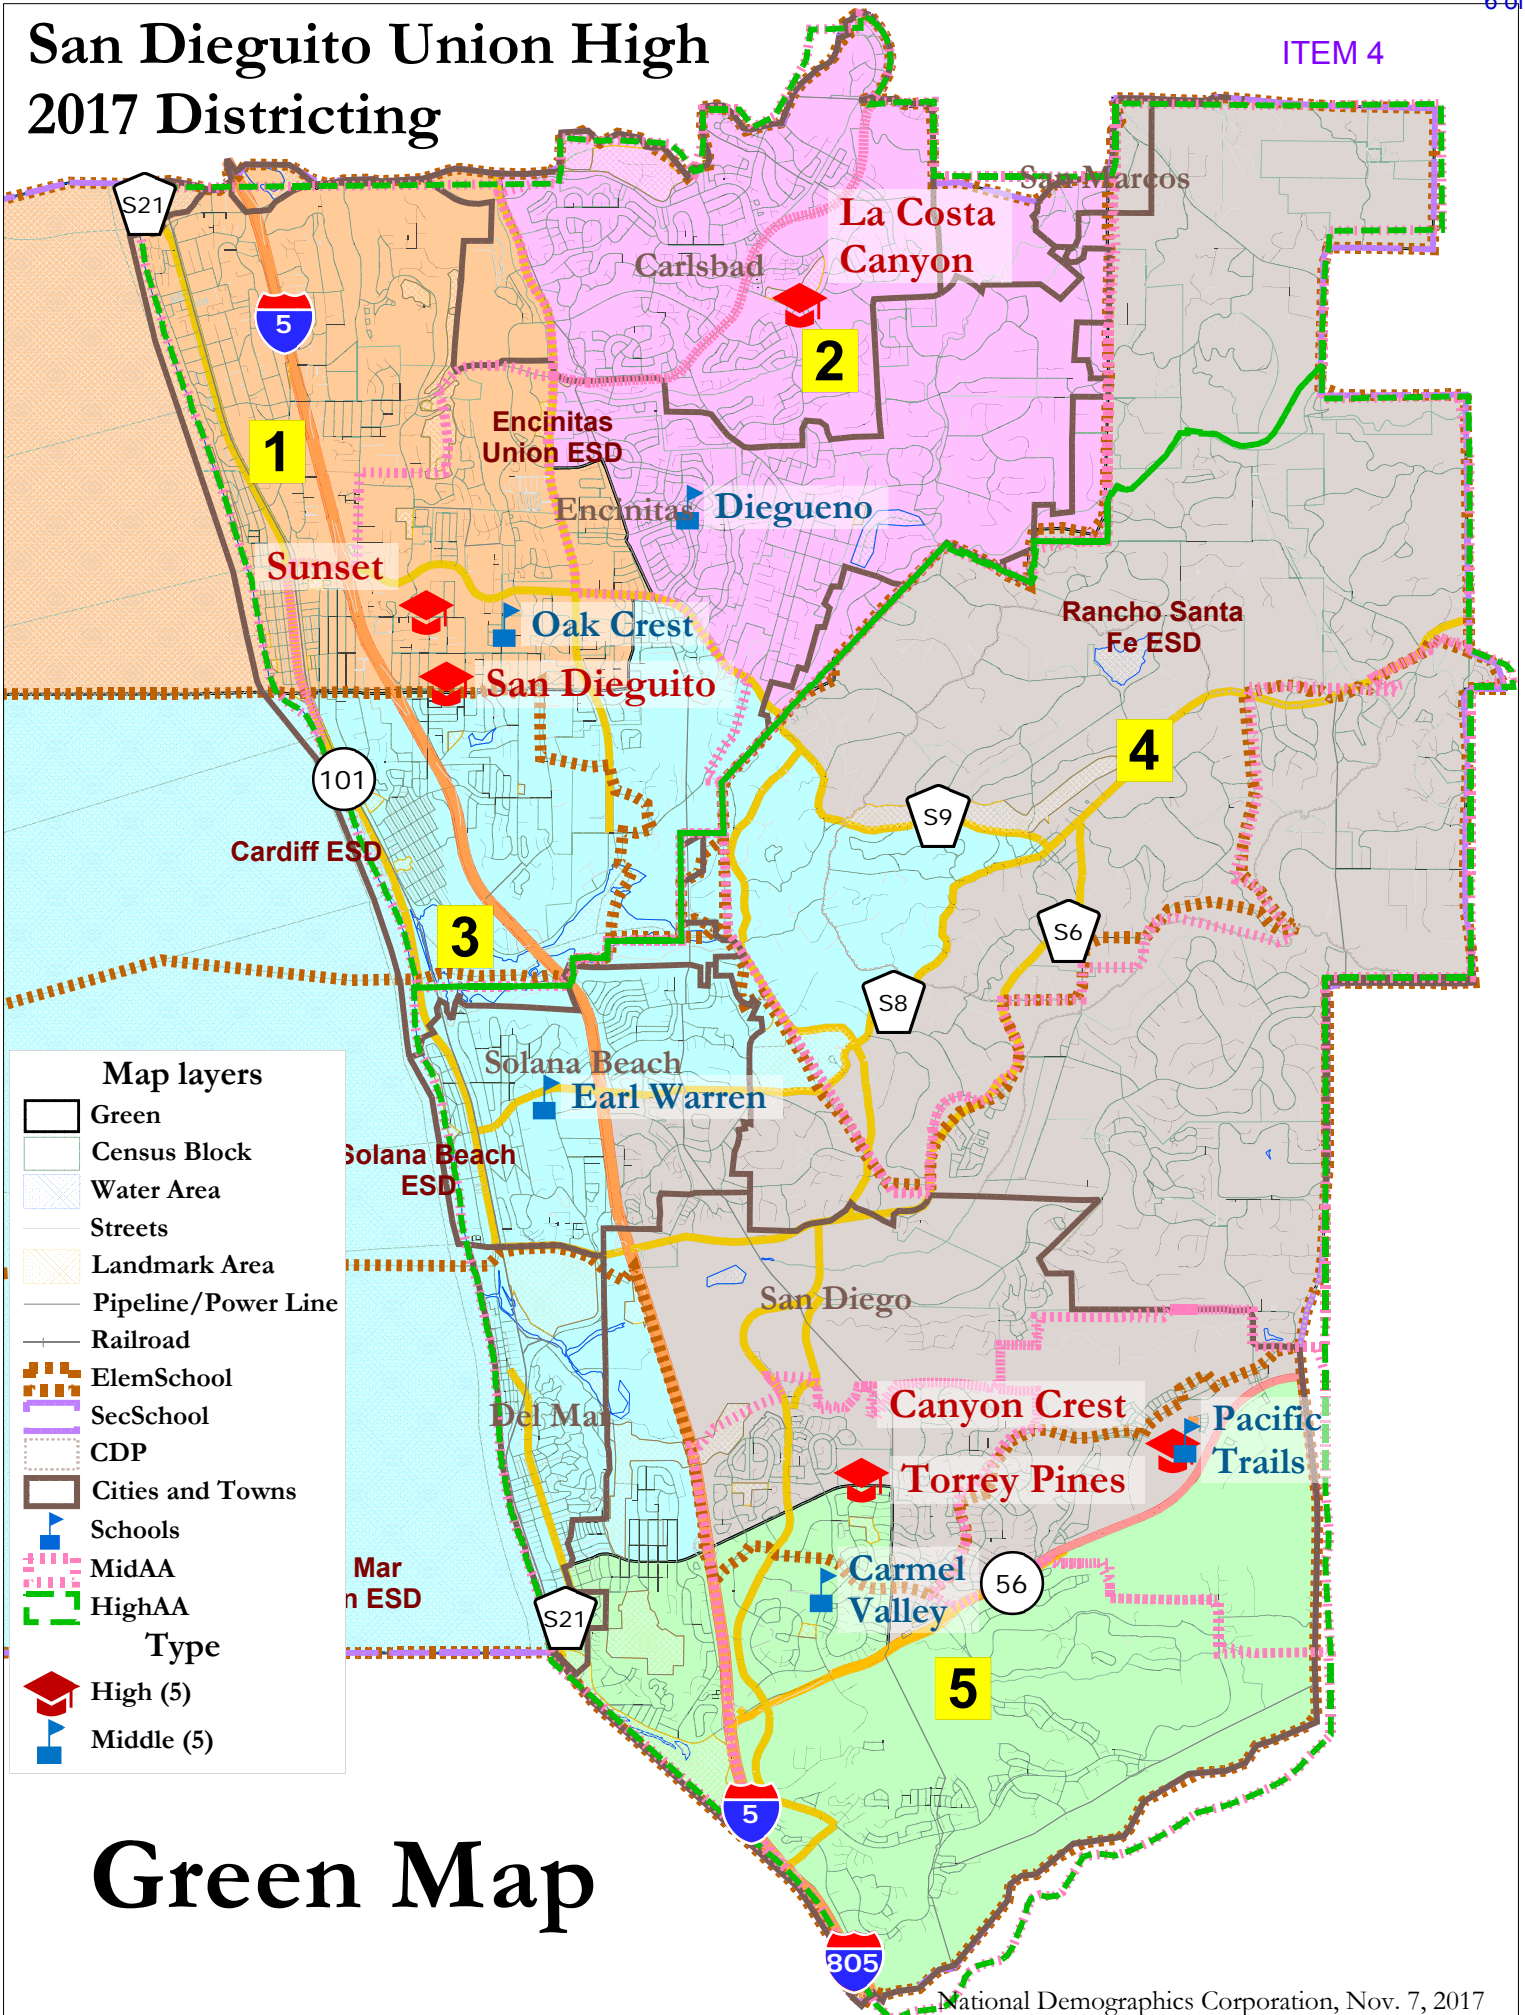 6 of
San Dieguito Union High
2017 Districting
ITEM 4
S21
San Marcos
La Costa
Canyon
Carlsbad
5
2
1
Encinitas
Union ESD
Encinitas
Diegueno
Sunset
Oak Crest
Rancho Santa
Fe ESD
San Dieguito
4
101
S9
Cardiff ESD
3
S6
S8
Solana Beach
Earl Warren
Solana Beach
ESD
Map layers
Green
Census Block
Water Area
Streets
Landmark Area
Pipeline/Power Line
Railroad
ElemSchool
SecSchool
CDP
Cities and Towns
Schools
MidAA
HighAA
Type
High (5)
Middle (5)
San Diego
Del Mar
Canyon Crest
Pacific
Trails
Torrey Pines
Mar
n ESD
Carmel
Valley
56
S21
5
5
805
Green Map
National Demographics Corporation, Nov. 7, 2017